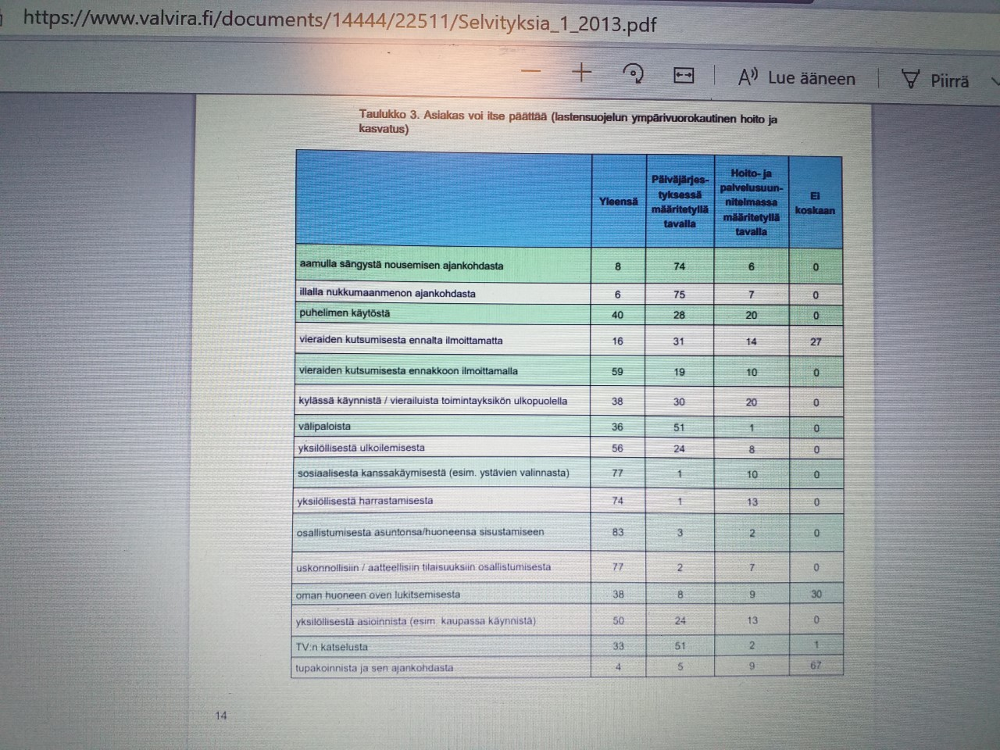 https://www.valvira.fi/documents/14444/22511/Selvityksia_1_2013.pdf
Lue ääneen
Piirrä
Taulukko 3. Asiakas voi itse päättää (lastensuojelun ympärivuorokautinen hoito ja
kasvatus)
Yleensä
Päiväjärjes-
tyksessä
määritetyllä
tavalla
Hoito- ja
palvelusuun-
nitelmassa
määritetyllä
tavalla
Ei
koskaan
aamulla sängystä nousemisen ajankohdasta 8 74 6 0
illalla nukkumaanmenon ajankohdasta 6 75 7 0
puhelimen käytöstä 40 28 20 0
vieraiden kutsumisesta ennalta ilmoittamatta 16 31 14 27
vieraiden kutsumisesta ennakkoon ilmoittamalla 59 19 10 0
kylässä käynnistä / vierailuista toimintayksikön ulkopuolella 38 30 20 0
välipaloista 36 51 1 0
yksilöllisestä ulkoilemisesta 56 24 8 0
sosiaalisesta kanssakäymisestä (esim. ystävien valinnasta) 77 1 10 0
yksilöllisestä harrastamisesta 74 1 13 0
osallistumisesta asuntonsa/huoneensa sisustamiseen 83 3 2 0
uskonnollisiin / aatteellisiin tilaisuuksiin osallistumisesta 77 2 7 0
oman huoneen oven lukitsemisesta 38 8 9 30
yksilöllisestä asioinnista (esim. kaupassa käynnistä) 50 24 13 0
TV:n katselusta 33 51 2 1
tupakoinnista ja sen ajankohdasta 4 5 9 67
14